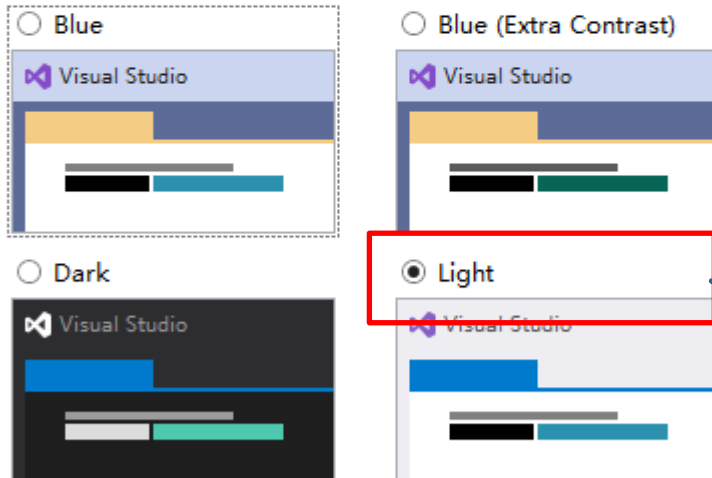 Blue
Blue (Extra Contrast)
Visual Studio
Visual Studio
Dark
Light
Visual Studio
Visual Studio